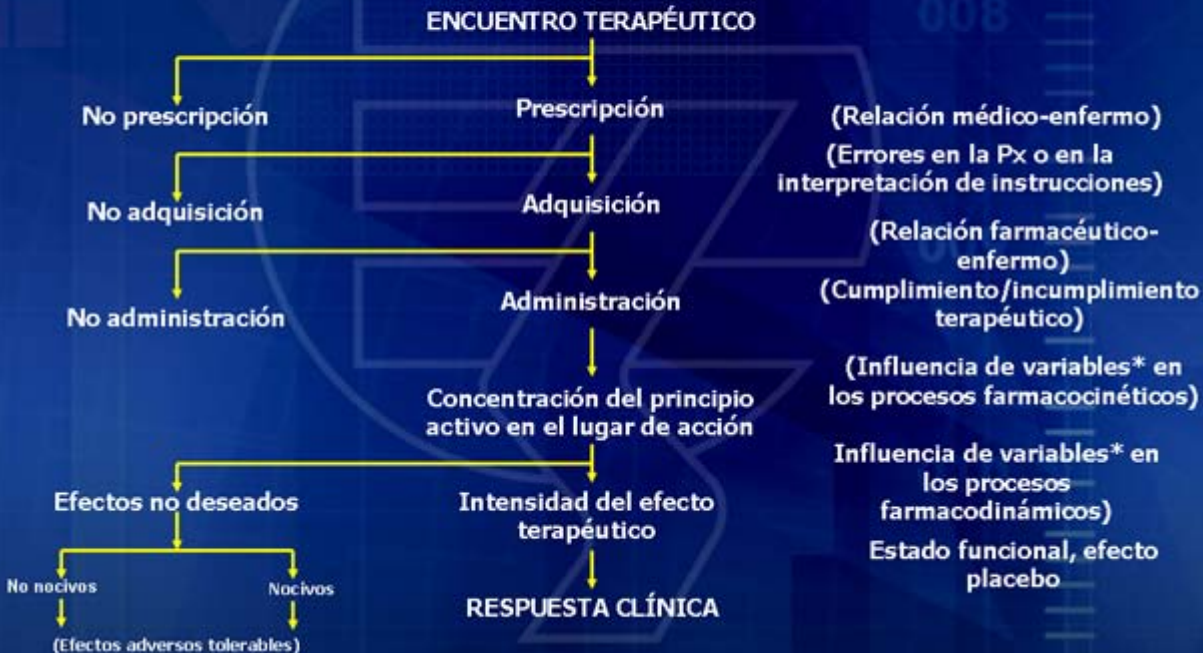 008
ENCUENTRO TERAPÉUTICO
No prescripción
Prescripción
(Relación médico-enfermo)
(Errores en la Px o en la
interpretación de instrucciones)
No adquisición
Adquisición
(Relación farmacéutico-
enfermo)
(Cumplimiento/incumplimiento
terapéutico)
No administración
Administración
(Influencia de variables* en
los procesos farmacocinéticos)
Concentración del principio
activo en el lugar de acción
Influencia de variables* en
los procesos
farmacodinámicos)
Efectos no deseados
Intensidad del efecto
terapéutico
Estado funcional, efecto
placebo
No nocivos
Nocivos
RESPUESTA CLÍNICA
(Efectos adversos tolerables)